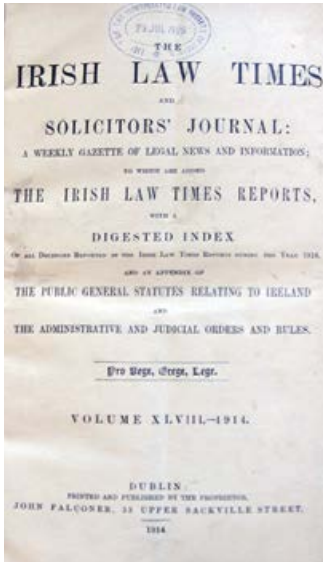 29 JUL 1929
THE
IRISH LAW TIMES
AND
SOLICITORS' JOURNAL:
A WEEKLY GAZETTE OF LEGAL NEWS AND INFORMATION;
TO WHICH ARE ADDED
THE IRISH LAW TIMES REPORTS,
WITH A
DIGESTED INDEX
OF ALL DECISIONS REPORTED IN THE IRISH LAW TIMES REPORTS DURING THE YEAR 1914,
AND AN APPENDIX OF
THE PUBLIC GENERAL STATUTES RELATING TO IRELAND
AND
THE ADMINISTRATIVE AND JUDICIAL ORDERS AND RULES.
Pro Rege, Grege, Lege.
VOLUME XLVIII.—1914.
DUBLIN:
PRINTED AND PUBLISHED BY THE PROPRIETOR,
JOHN FALCONER, 53 UPPER SACKVILLE STREET.
1914